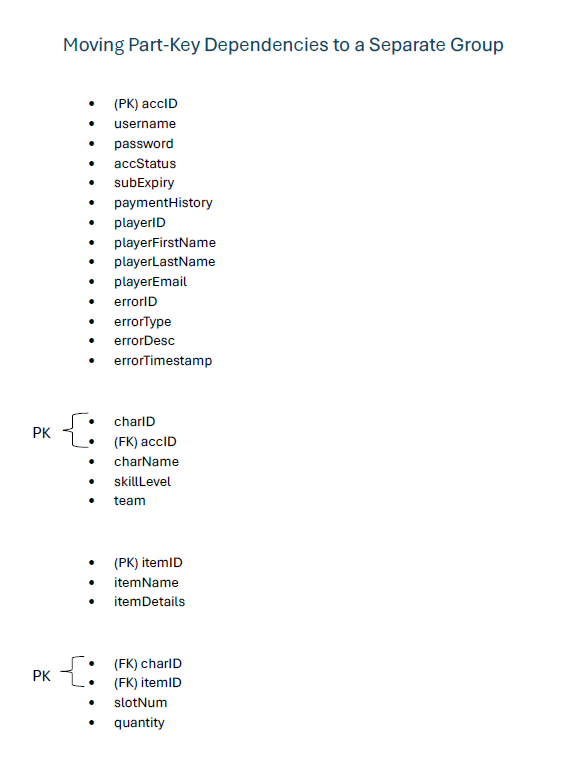 Moving Part-Key Dependencies to a Separate Group
• (PK) accID
• username
• password
• accStatus
• subExpiry
• paymentHistory
• playerID
• playerFirstName
• playerLastName
• playerEmail
• errorID
• errorType
• errorDesc
• errorTimestamp
• charID
PK
• (FK) accID
• charName
• skillLevel
• team
• (PK) itemID
• itemName
• itemDetails
• (FK) charID
PK
• (FK) itemID
• slotNum
• quantity